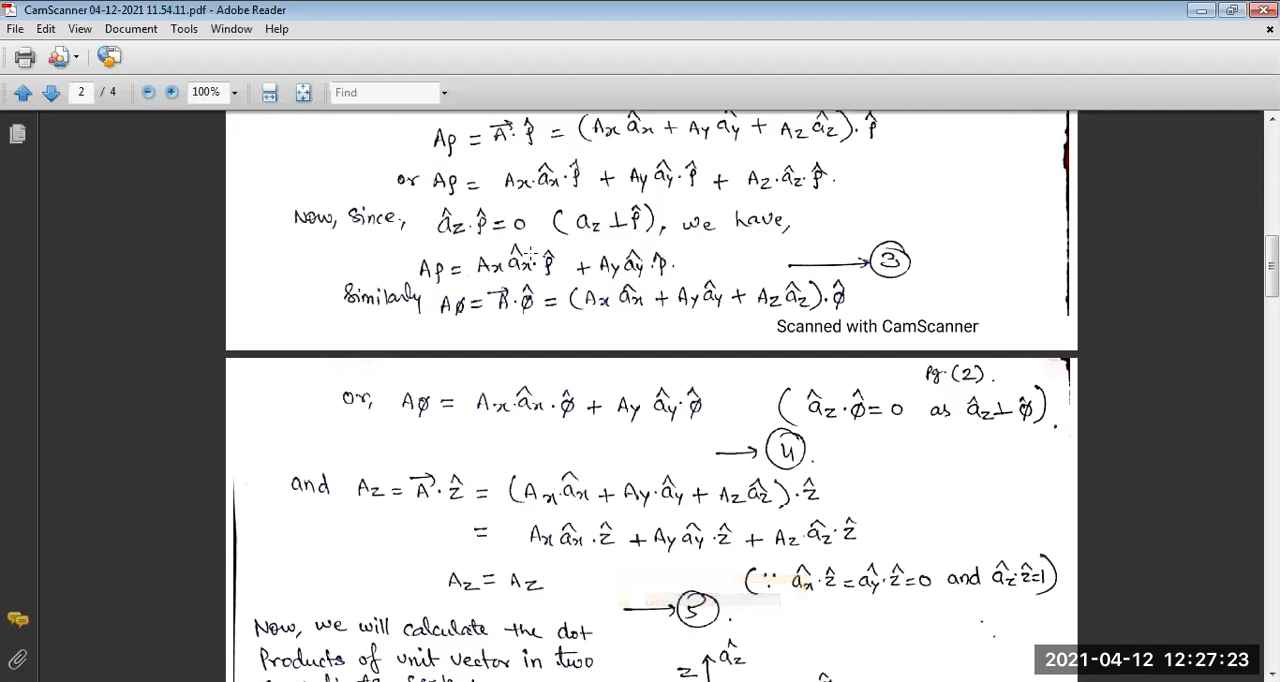 CamScanner 04-12-2021 11.54.11.pdf - Adobe Reader
File Edit View Document Tools Window Help
2 / 4 100% Find
Aρ = A⃗·ρ̂ = (Ax âx + Ay ây + Az âz)·ρ̂
or Aρ = Ax·âx·ρ̂ + Ay ây·ρ̂ + Az·âz·ρ̂.
Now, Since, âz·ρ̂ = 0 (az ⊥ ρ̂), we have,
Aρ = Ax âx·ρ̂ + Ay ây·ρ. ⟶ ③
Similarly Aø = A⃗·ø̂ = (Ax âx + Ay ây + Az âz)·ø̂
Scanned with CamScanner
Pg.(2).
or, Aø = Ax·âx·ø̂ + Ay ây·ø̂ (âz·ø̂ = 0 as âz ⊥ ø̂).
⟶ ④.
and Az = A⃗·ẑ = (Ax·âx + Ay·ây + Az âz)·ẑ
= Ax âx·ẑ + Ay ây·ẑ + Az·âz·ẑ
Az = Az (∵ âx·ẑ = ây·ẑ = 0 and âz·ẑ = 1)
⟶ ⑤.
Now, we will calculate the dot
Products of unit vector in two
z âz
2021-04-12 12:27:23